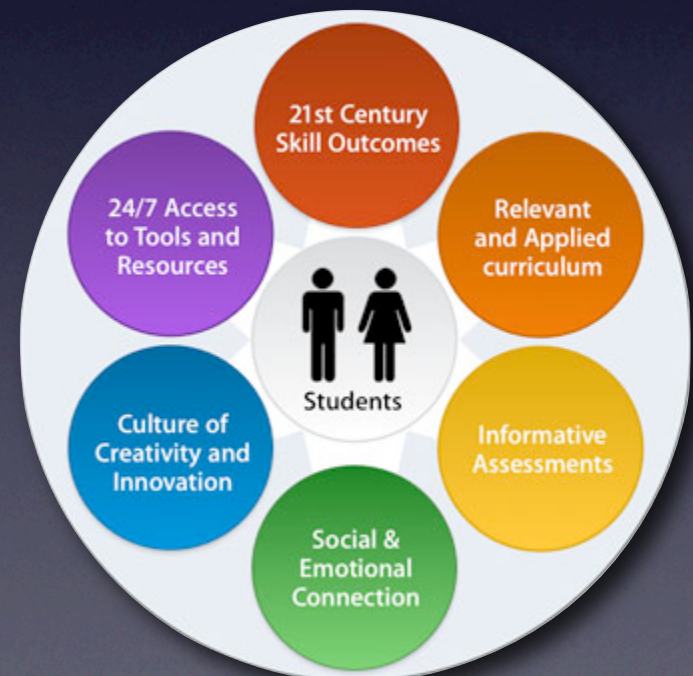 21st Century
Skill Outcomes
Relevant
and Applied
curriculum
Informative
Assessments
Social &
Emotional
Connection
Culture of
Creativity and
Innovation
24/7 Access
to Tools and
Resources
Students